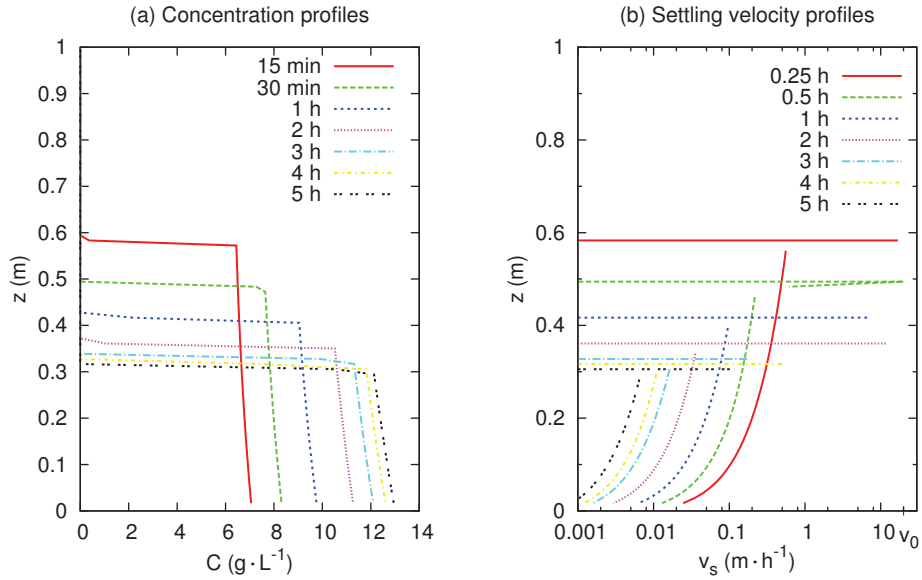 (a) Concentration profiles
(b) Settling velocity profiles
1
0.9
0.8
0.7
0.6
0.5
0.4
0.3
0.2
0.1
0
z (m)
15 min
30 min
1 h
2 h
3 h
4 h
5 h
0 2 4 6 8 10 12 14
C (g·L⁻¹)
1
0.8
0.6
0.4
0.2
0
z (m)
0.25 h
0.5 h
1 h
2 h
3 h
4 h
5 h
0.001 0.01 0.1 1 10 v₀
vₛ (m·h⁻¹)